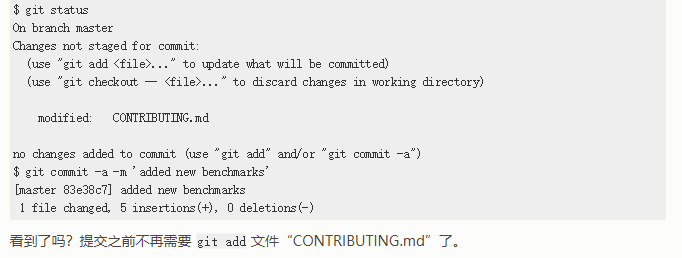 $ git status
On branch master
Changes not staged for commit:
  (use "git add <file>..." to update what will be committed)
  (use "git checkout -- <file>..." to discard changes in working directory)
    modified:   CONTRIBUTING.md
no changes added to commit (use "git add" and/or "git commit -a")
$ git commit -a -m 'added new benchmarks'
[master 83e38c7] added new benchmarks
 1 file changed, 5 insertions(+), 0 deletions(-)
看到了吗？提交之前不再需要 git add 文件“CONTRIBUTING.md”了。